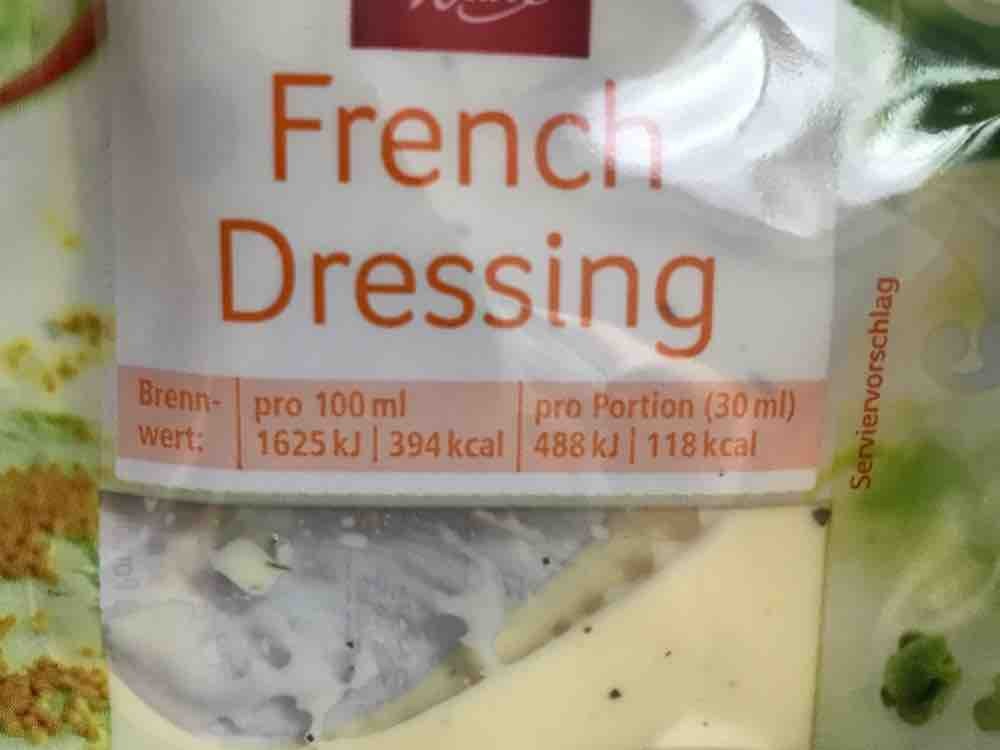 French
Dressing
Brenn-
wert:
pro 100 ml
1625 kJ | 394 kcal
pro Portion (30 ml)
488 kJ | 118 kcal
Serviervorschlag